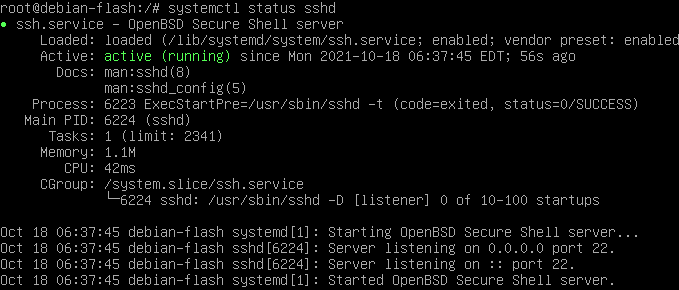 root@debian-flash:/# systemctl status sshd
● ssh.service - OpenBSD Secure Shell server
Loaded: loaded (/lib/systemd/system/ssh.service; enabled; vendor preset: enabled
Active: active (running) since Mon 2021-10-18 06:37:45 EDT; 56s ago
Docs: man:sshd(8)
man:sshd_config(5)
Process: 6223 ExecStartPre=/usr/sbin/sshd -t (code=exited, status=0/SUCCESS)
Main PID: 6224 (sshd)
Tasks: 1 (limit: 2341)
Memory: 1.1M
CPU: 42ms
CGroup: /system.slice/ssh.service
└─6224 sshd: /usr/sbin/sshd -D [listener] 0 of 10-100 startups
Oct 18 06:37:45 debian-flash systemd[1]: Starting OpenBSD Secure Shell server...
Oct 18 06:37:45 debian-flash sshd[6224]: Server listening on 0.0.0.0 port 22.
Oct 18 06:37:45 debian-flash sshd[6224]: Server listening on :: port 22.
Oct 18 06:37:45 debian-flash systemd[1]: Started OpenBSD Secure Shell server.